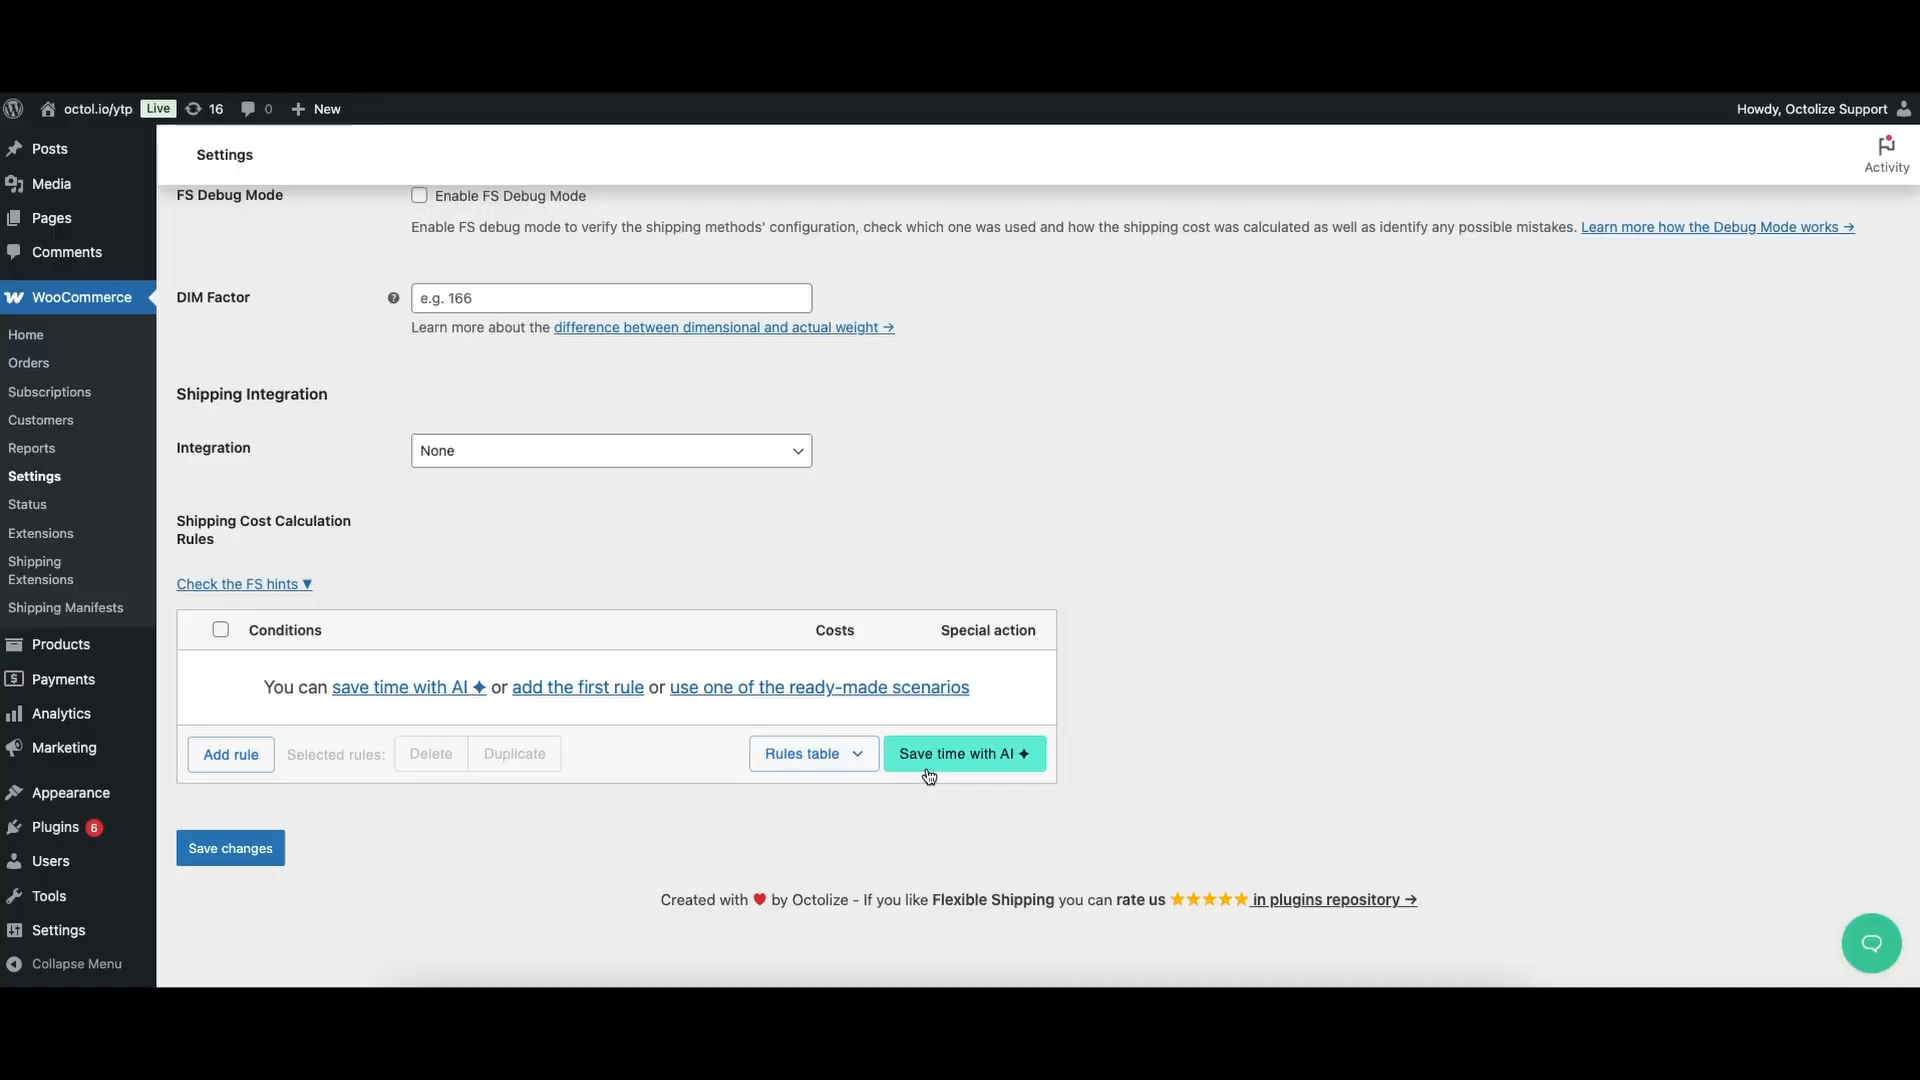 octol.io/ytp Live 16 0 New Howdy, Octolize Support
Posts
Media
Pages
Comments
WooCommerce
Home
Orders
Subscriptions
Customers
Reports
Settings
Status
Extensions
Shipping
Extensions
Shipping Manifests
Products
Payments
Analytics
Marketing
Appearance
Plugins 6
Users
Tools
Settings
Collapse Menu
Settings
Activity
FS Debug Mode
Enable FS Debug Mode
Enable FS debug mode to verify the shipping methods' configuration, check which one was used and how the shipping cost was calculated as well as identify any possible mistakes. Learn more how the Debug Mode works →
DIM Factor
e.g. 166
Learn more about the difference between dimensional and actual weight →
Shipping Integration
Integration
None
Shipping Cost Calculation
Rules
Check the FS hints ▼
Conditions Costs Special action
You can save time with AI ✦ or add the first rule or use one of the ready-made scenarios
Add rule Selected rules: Delete Duplicate Rules table Save time with AI ✦
Save changes
Created with ♥ by Octolize - If you like Flexible Shipping you can rate us ★★★★★ in plugins repository →